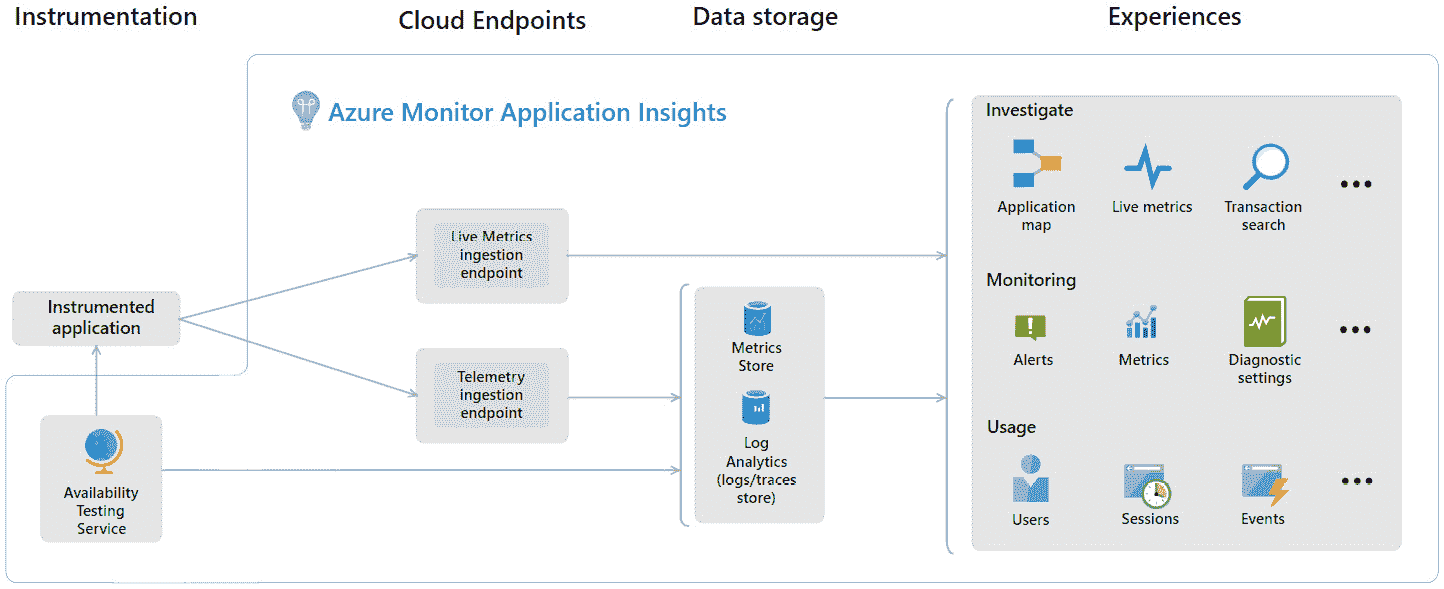 Instrumentation
Cloud Endpoints
Data storage
Experiences
Azure Monitor Application Insights
Instrumented
application
Availability
Testing
Service
Live Metrics
ingestion
endpoint
Telemetry
ingestion
endpoint
Metrics
Store
Log
Analytics
(logs/traces
store)
Investigate
Application
map
Live metrics
Transaction
search
•••
Monitoring
Alerts
Metrics
Diagnostic
settings
•••
Usage
Users
Sessions
Events
•••